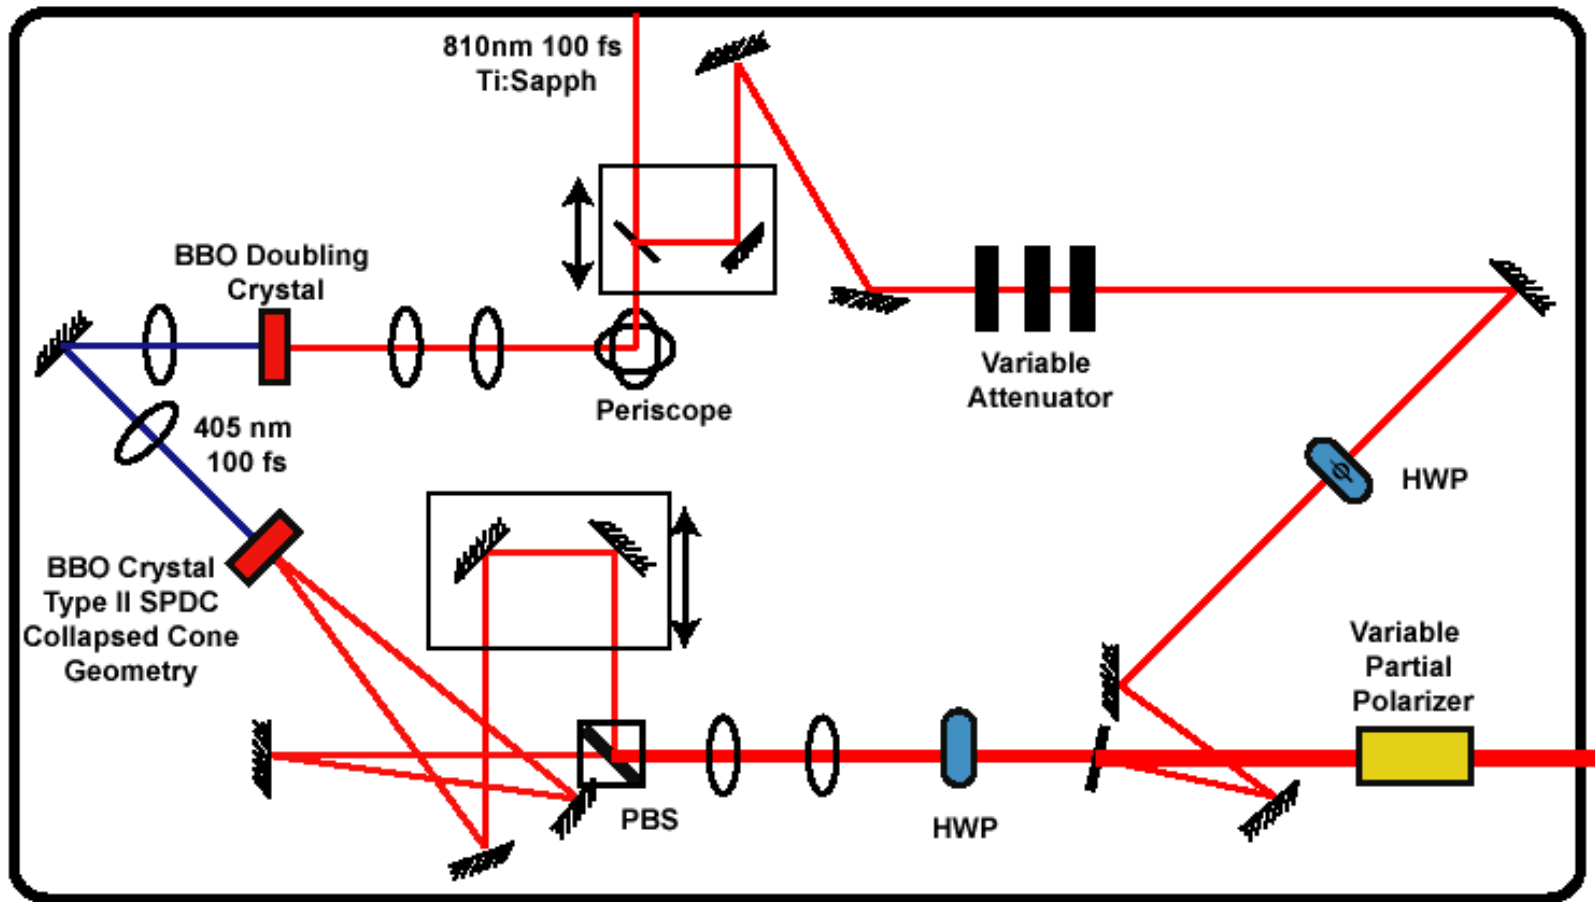 810nm 100 fs
Ti:Sapph
BBO Doubling
Crystal
Periscope
Variable
Attenuator
405 nm
100 fs
HWP
BBO Crystal
Type II SPDC
Collapsed Cone
Geometry
Variable
Partial
Polarizer
PBS
HWP